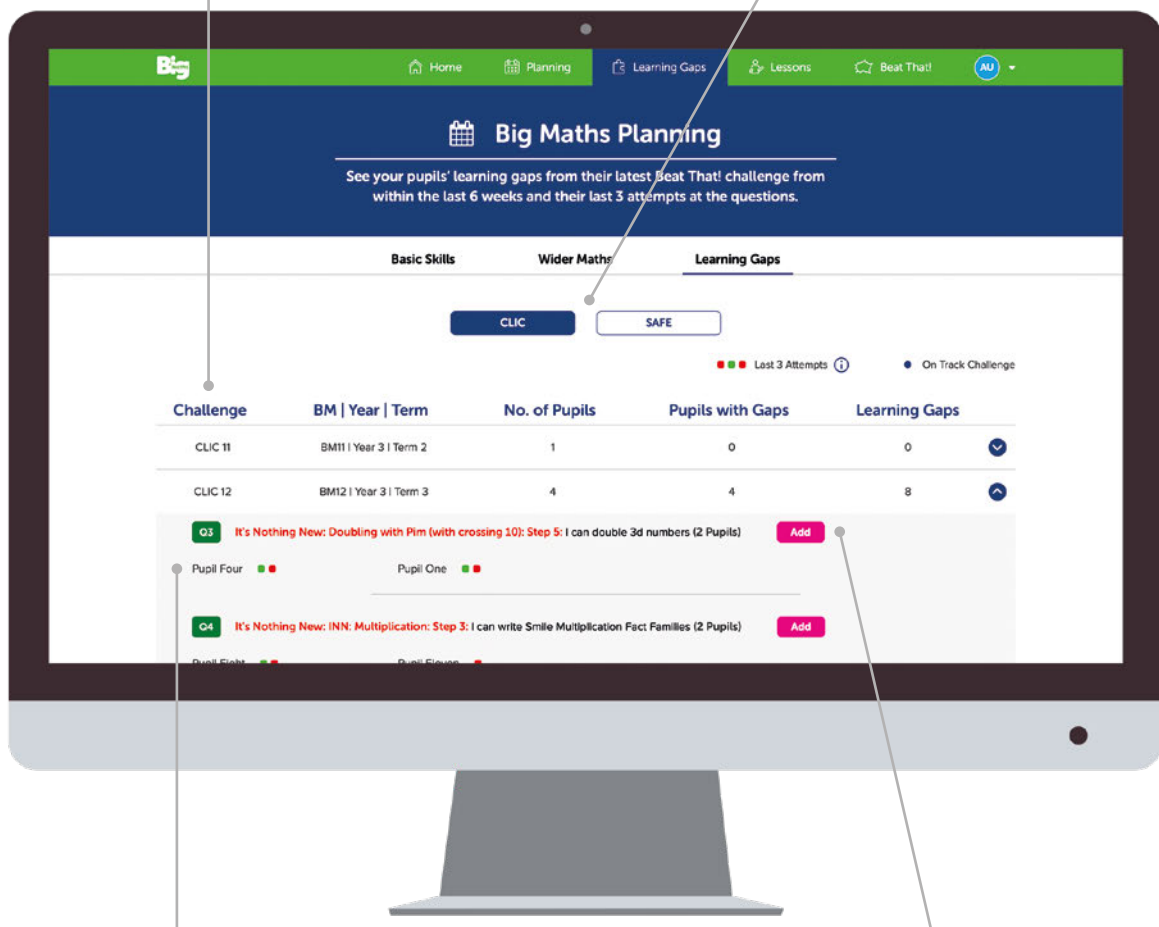 Big
Home
Planning
Learning Gaps
Lessons
Beat That!
AU
Big Maths Planning
See your pupils' learning gaps from their latest Beat That! challenge from
within the last 6 weeks and their last 3 attempts at the questions.
Basic Skills
Wider Maths
Learning Gaps
CLIC
SAFE
Last 3 Attempts
On Track Challenge
Challenge BM | Year | Term No. of Pupils Pupils with Gaps Learning Gaps
CLIC 11 BM11 | Year 3 | Term 2 1 0 0
CLIC 12 BM12 | Year 3 | Term 3 4 4 8
Q3 It's Nothing New: Doubling with Pim (with crossing 10): Step 5: I can double 3d numbers (2 Pupils) Add
Pupil Four Pupil One
Q4 It's Nothing New: INN: Multiplication: Step 3: I can write Smile Multiplication Fact Families (2 Pupils) Add
Pupil Eight Pupil Eleven